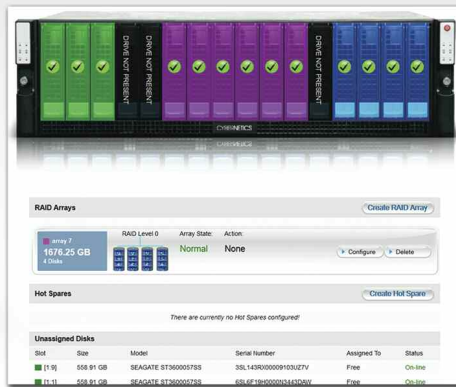 DRIVE NOT PRESENT
DRIVE NOT PRESENT
DRIVE NOT PRESENT
CYBERNETICS
RAID Arrays
Create RAID Array
array 7
1676.25 GB
4 Disks
RAID Level 0
Array State:
Normal
Action:
None
Configure
Delete
Hot Spares
Create Hot Spare
There are currently no Hot Spares configured!
Unassigned Disks
Slot Size Model Serial Number Assigned To Status
[1:9] 558.91 GB SEAGATE ST3600057SS Free On-line
[1:1] 558.91 GB SEAGATE ST3600057SS Free On-line